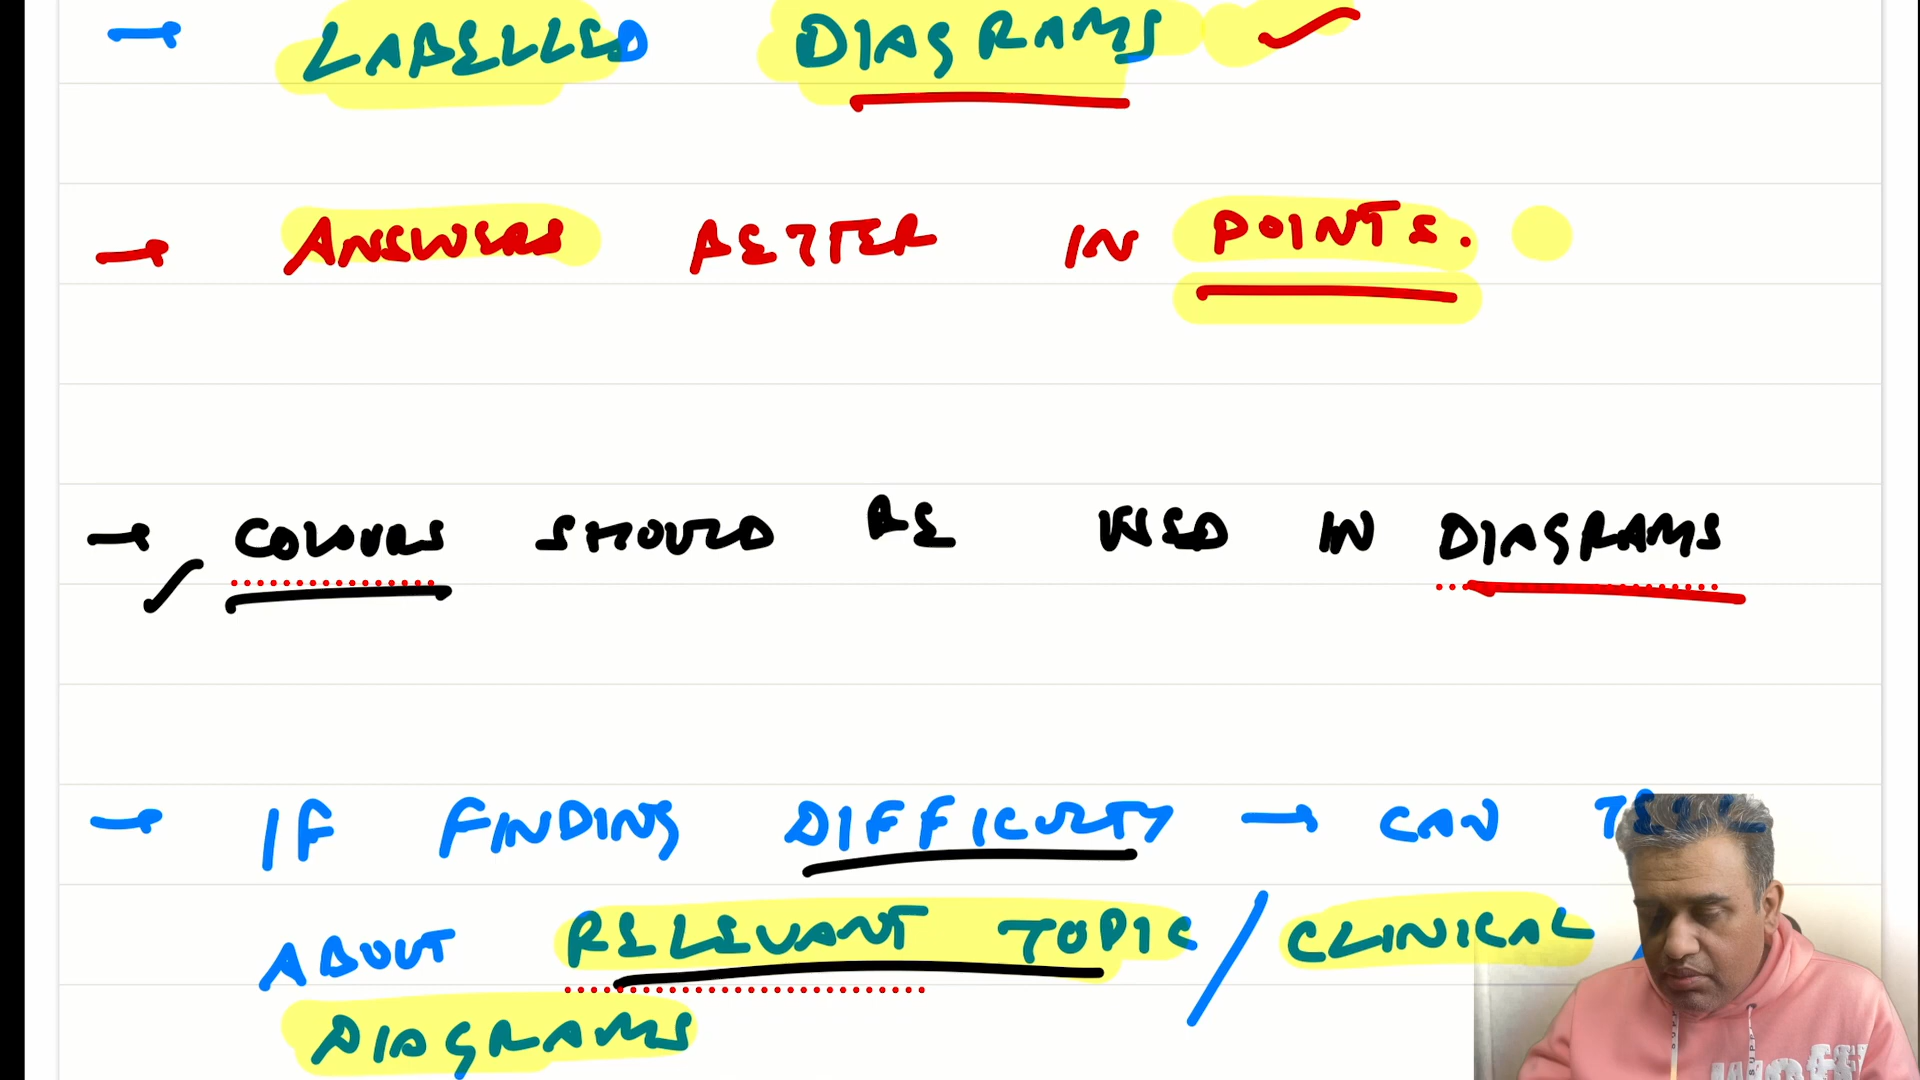 → LABELLED DIAGRAMS ✓
→ ANSWERS BETTER IN POINTS.
→ COLOURS SHOULD BE USED IN DIAGRAMS
→ IF FINDING DIFFICULTY → CAN
ABOUT RELEVANT TOPIC / CLINICAL /
DIAGRAMS